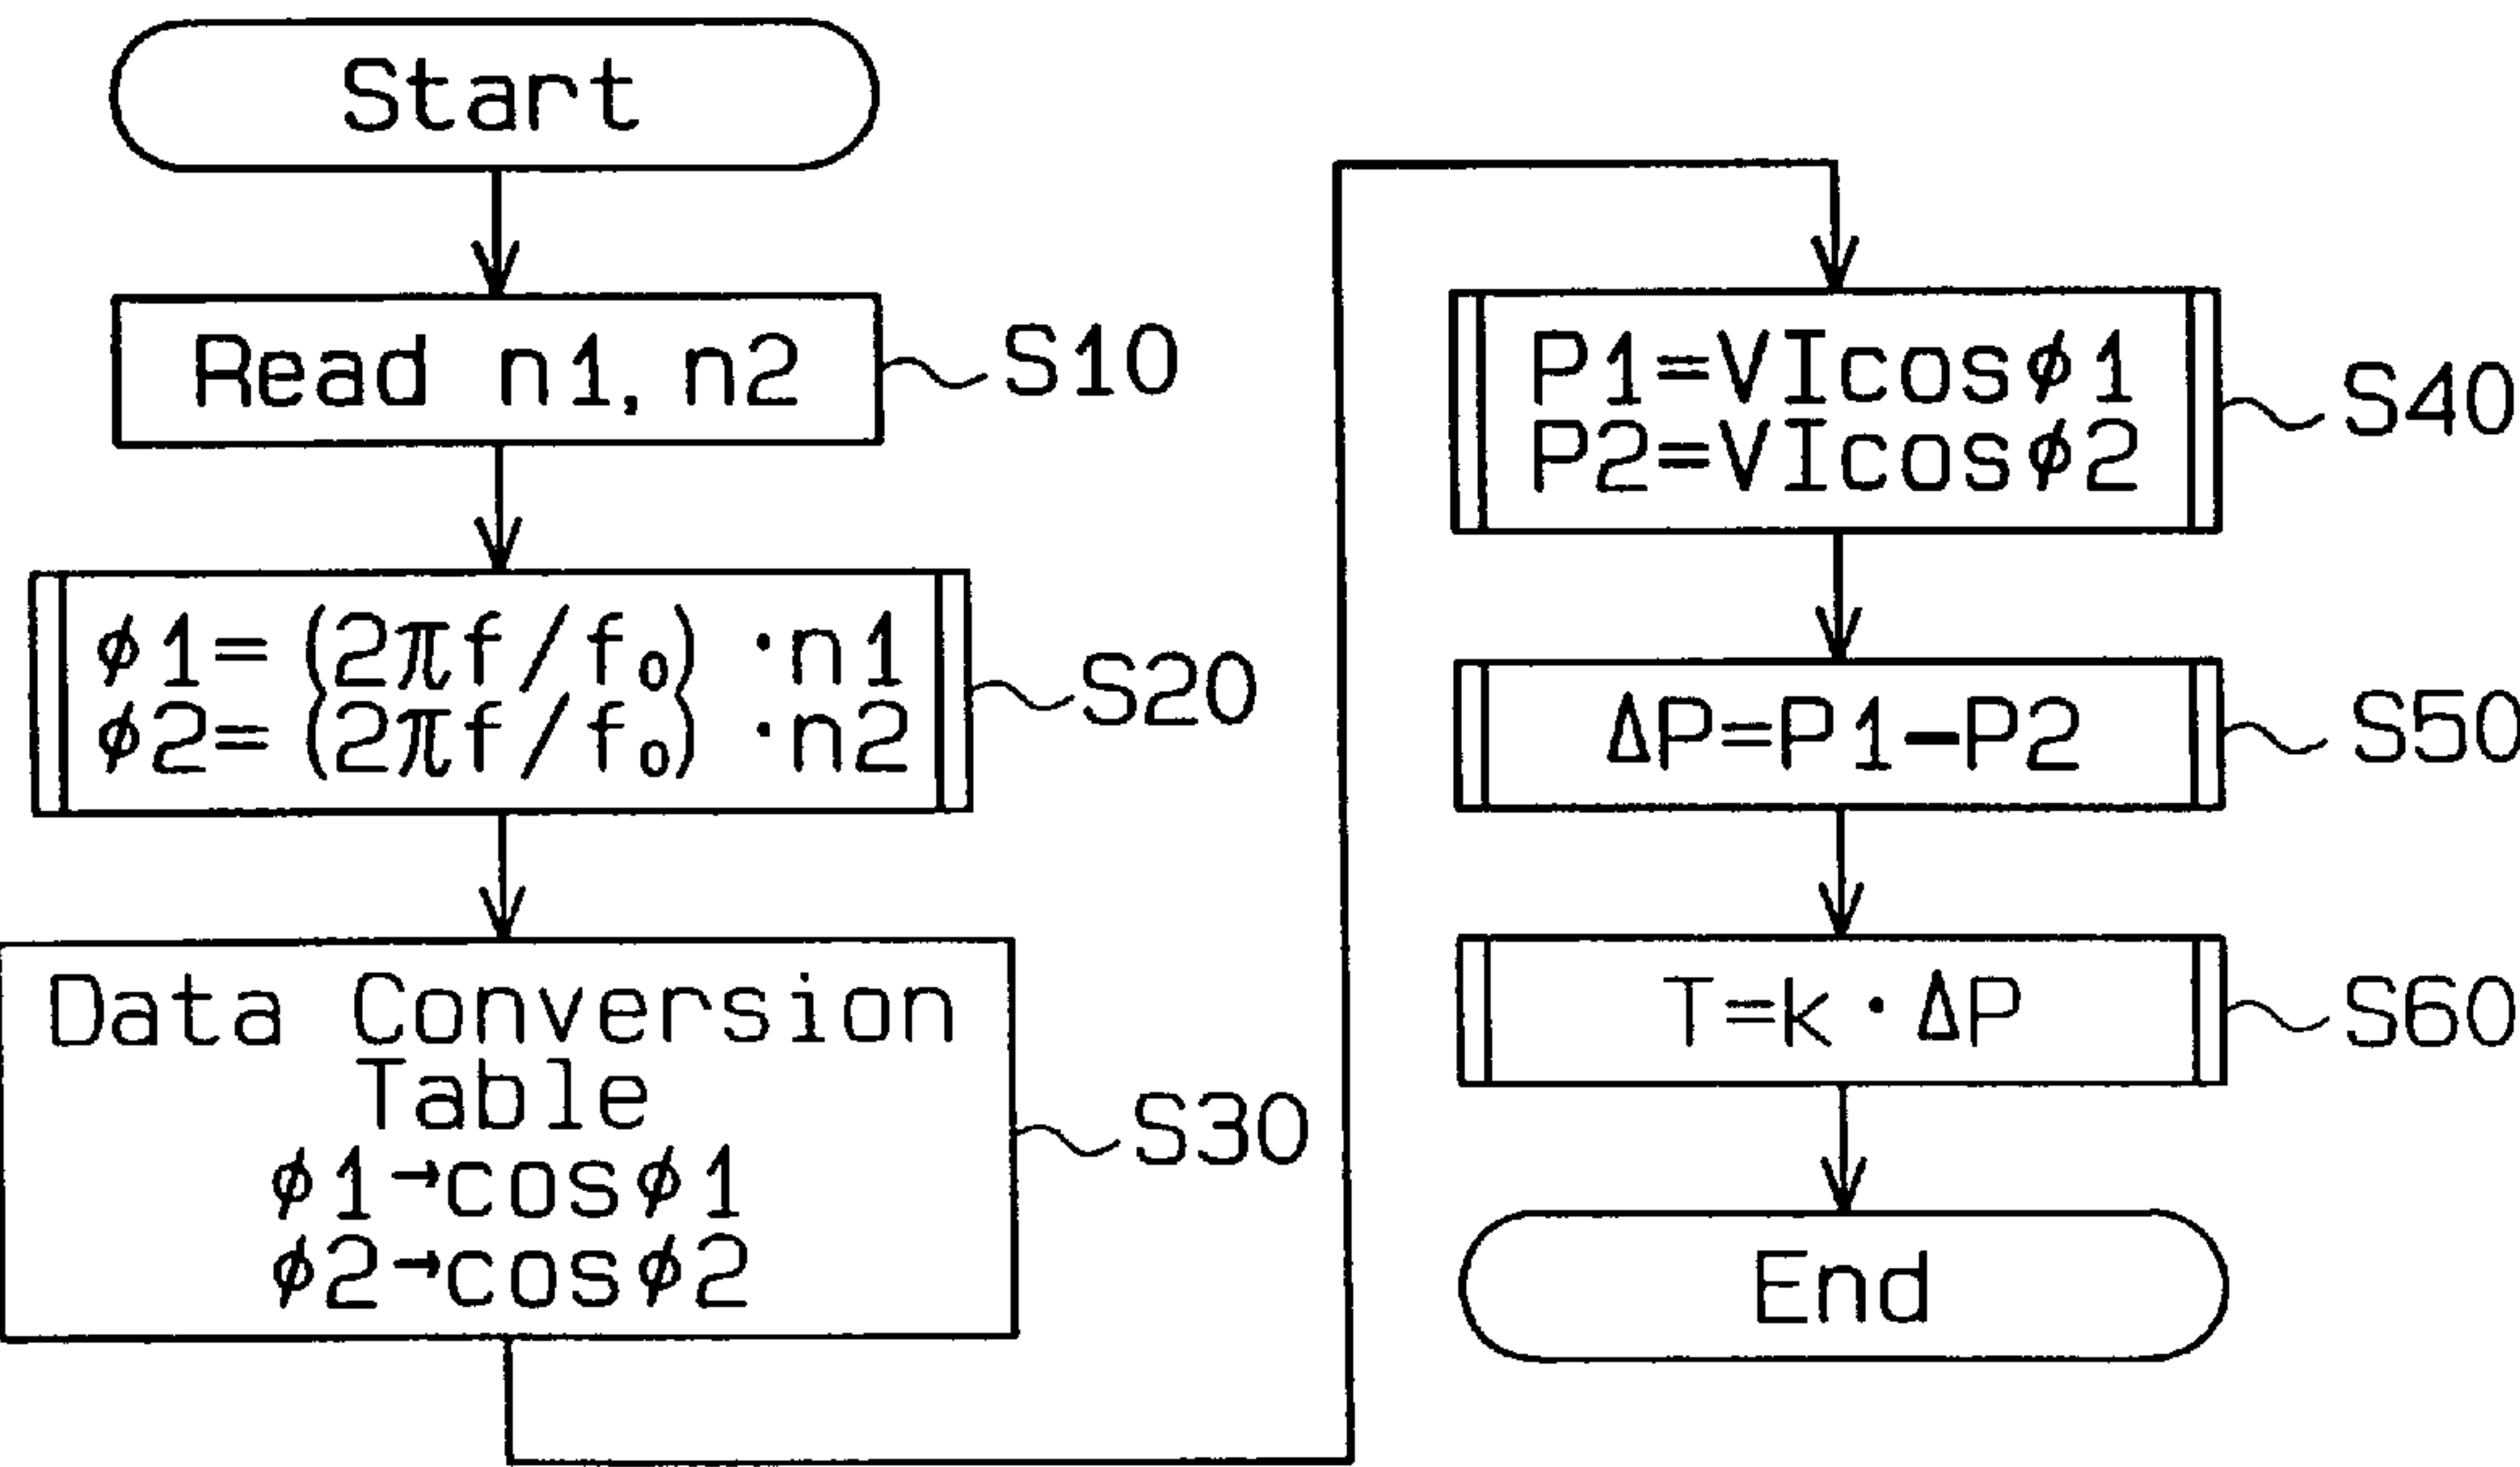 Start
Read n1, n2
S10
ϕ1=(2πf/f₀)·n1
ϕ2=(2πf/f₀)·n2
S20
Data Conversion
Table
ϕ1→cosϕ1
ϕ2→cosϕ2
S30
P1=VIcosϕ1
P2=VIcosϕ2
S40
ΔP=P1−P2
S50
T=k·ΔP
S60
End